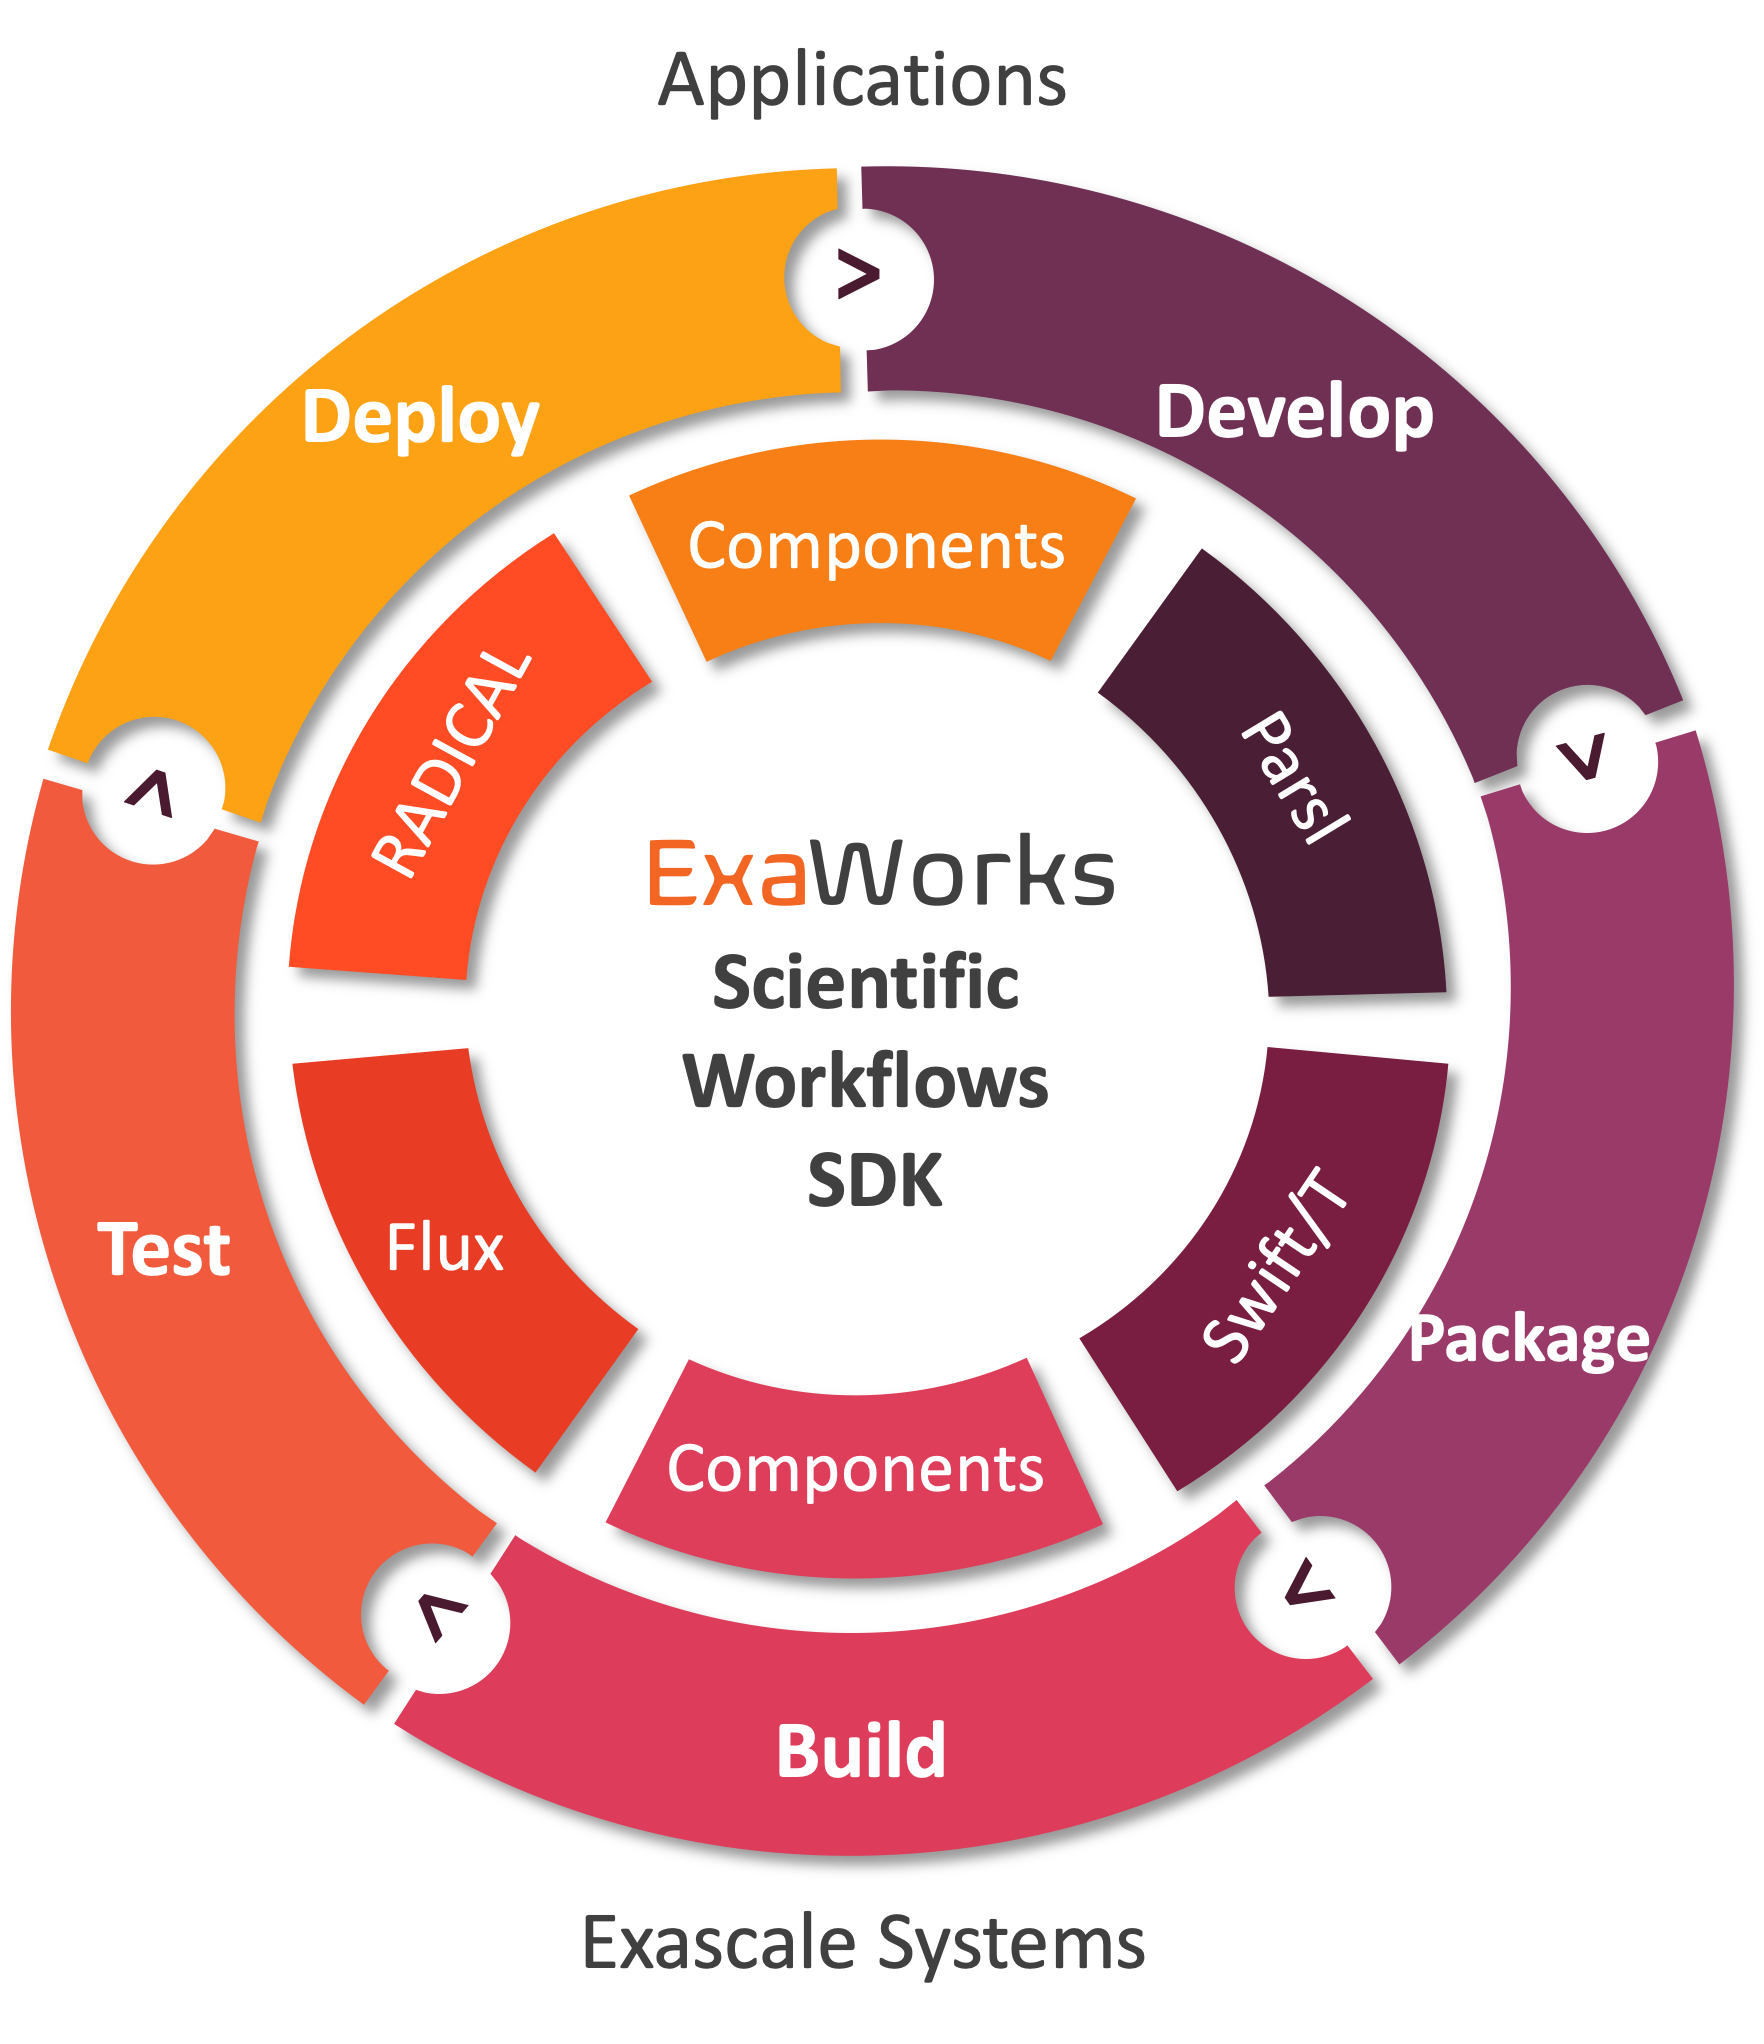 Applications
>
Deploy
Develop
Components
RADICAL
Parsl
>
>
ExaWorks
Scientific
Workflows
SDK
Test
Flux
Swift/T
Package
Components
>
>
Build
Exascale Systems